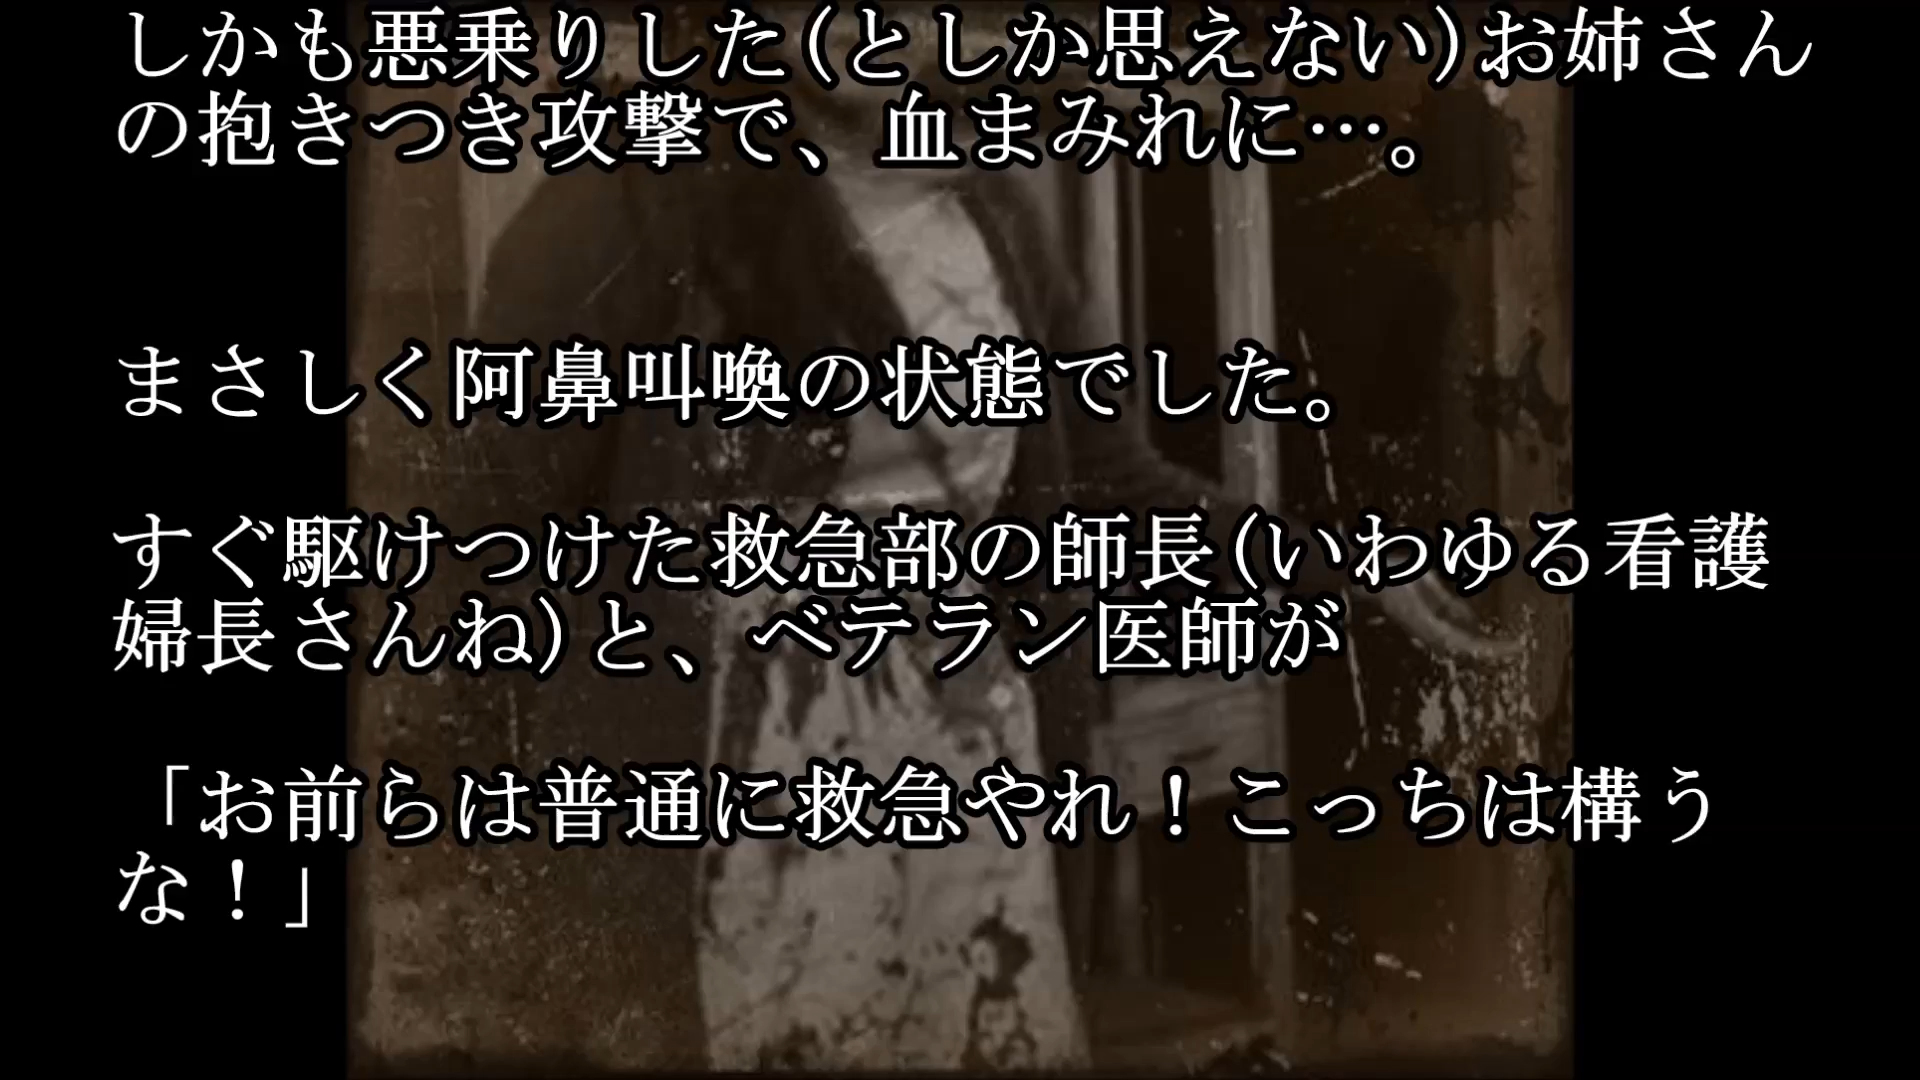 しかも悪乗りした(としか思えない)お姉さん
の抱きつき攻撃で、血まみれに…。
まさしく阿鼻叫喚の状態でした。
すぐ駆けつけた救急部の師長(いわゆる看護
婦長さんね)と、ベテラン医師が
「お前らは普通に救急やれ！こっちは構う
な！」